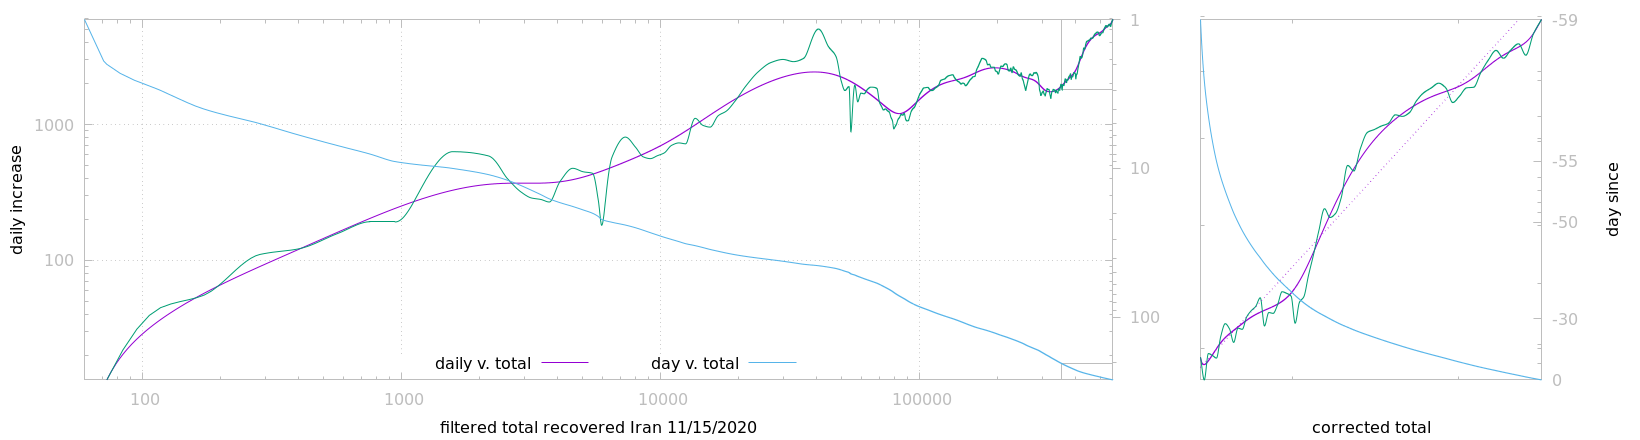 daily increase
1000
100
100
1000
10000
100000
1
10
100
daily v. total
day v. total
filtered total recovered Iran 11/15/2020
-59
-55
-50
-30
0
day since
corrected total